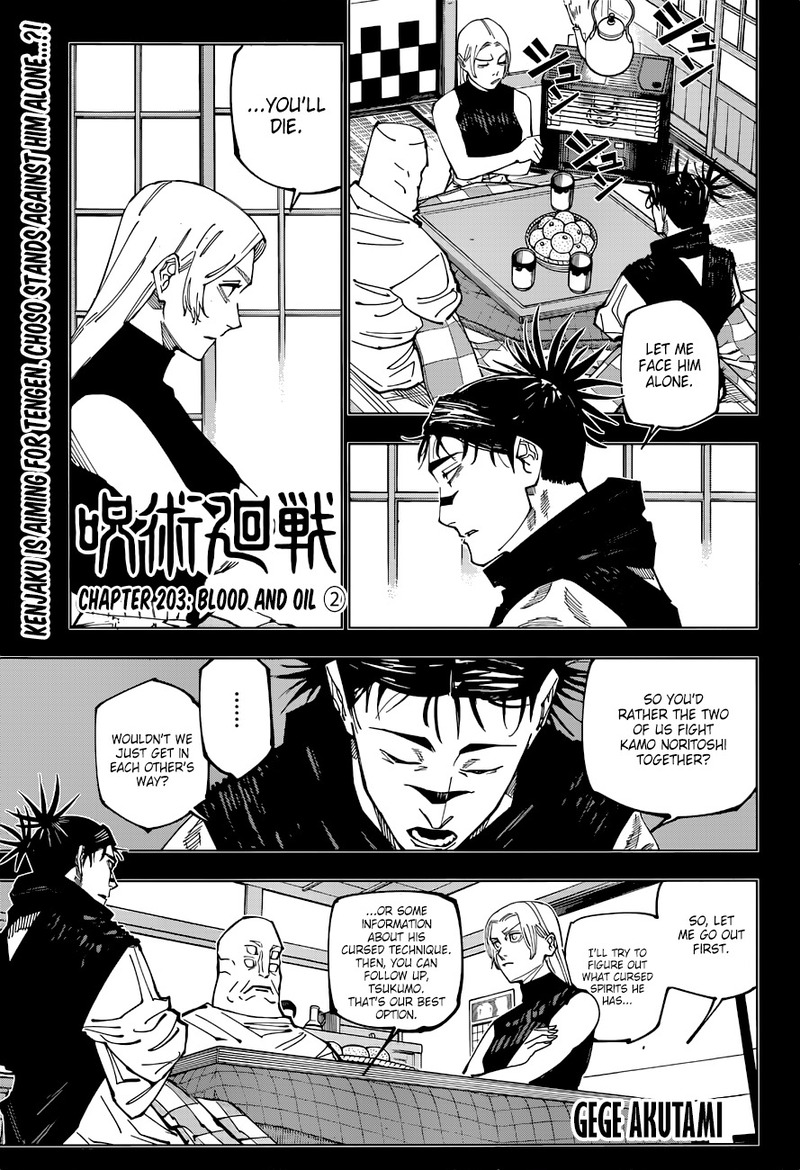 KENJAKU IS AIMING FOR TENGEN, CHOSO STANDS AGAINST HIM ALONE...?!
ジュン
ジュン
ジュン
LET ME
FACE HIM
ALONE.
...YOU'LL
DIE.
呪術廻戦
CHAPTER 203: BLOOD AND OIL ②
SO YOU'D
RATHER THE TWO
OF US FIGHT
KAMO NORITOSHI
TOGETHER?
......
WOULDN'T WE
JUST GET IN
EACH OTHER'S
WAY?
SO, LET
ME GO OUT
FIRST.
I'LL TRY TO
FIGURE OUT
WHAT CURSED
SPIRITS HE
HAS...
...OR SOME
INFORMATION
ABOUT HIS
CURSED TECHNIQUE.
THEN, YOU CAN
FOLLOW UP,
TSUKUMO.
THAT'S OUR BEST
OPTION.
GEGE AKUTAMI